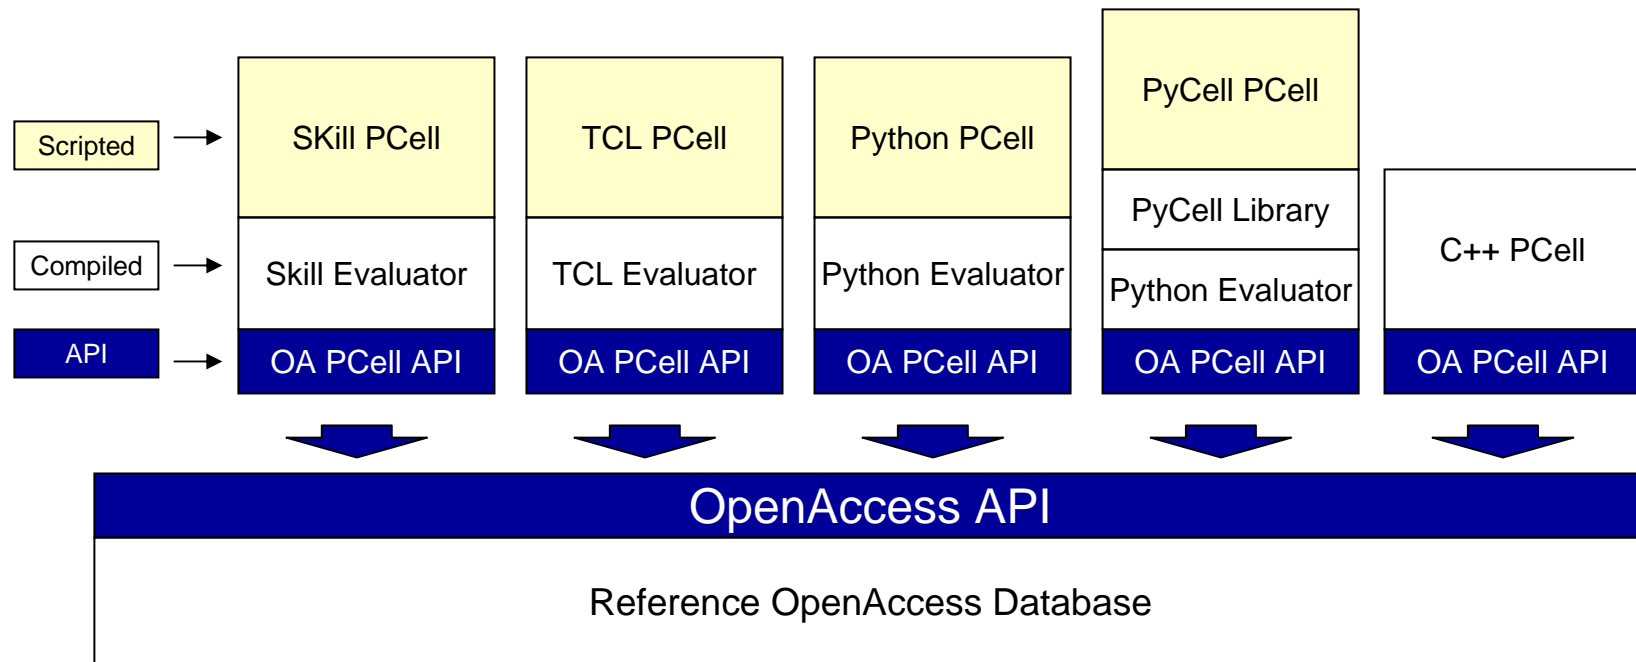 PyCell PCell
Scripted
SKill PCell
TCL PCell
Python PCell
PyCell Library
Compiled
Skill Evaluator
TCL Evaluator
Python Evaluator
Python Evaluator
C++ PCell
API
OA PCell API
OA PCell API
OA PCell API
OA PCell API
OA PCell API
OpenAccess API
Reference OpenAccess Database